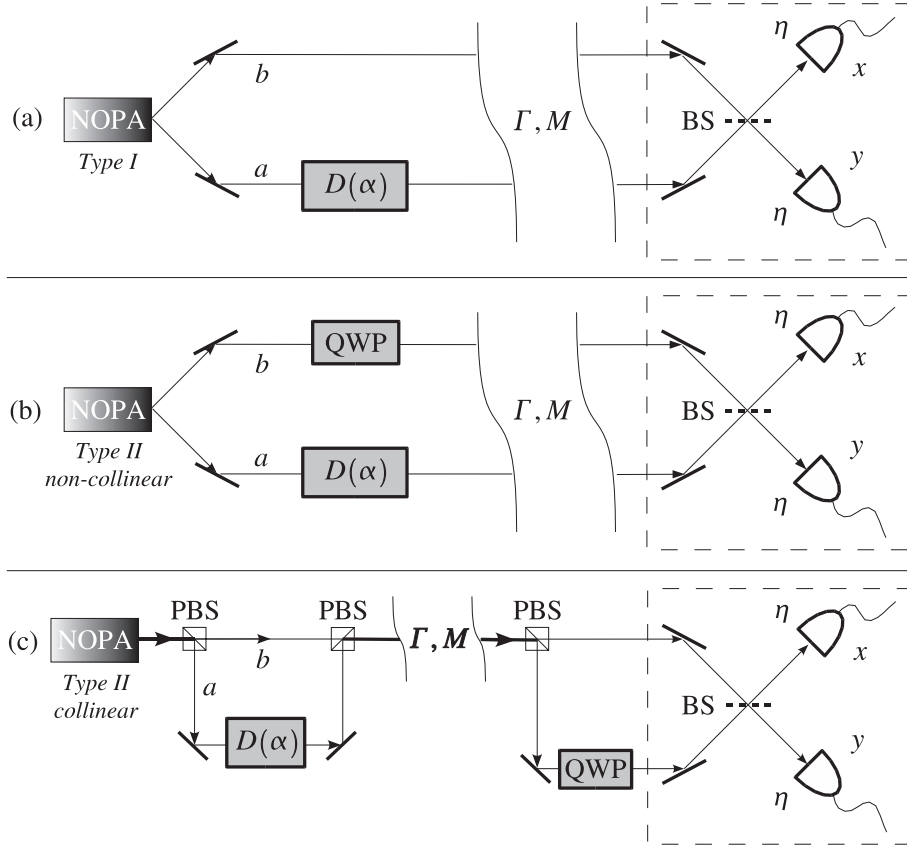 (a)
NOPA
Type I
b
a
D(α)
Γ, M
BS
η
x
y
η
(b)
NOPA
Type II
non-collinear
QWP
b
a
D(α)
Γ, M
BS
η
x
y
η
(c)
NOPA
Type II
collinear
PBS
PBS
PBS
b
a
D(α)
Γ, M
QWP
BS
η
x
y
η